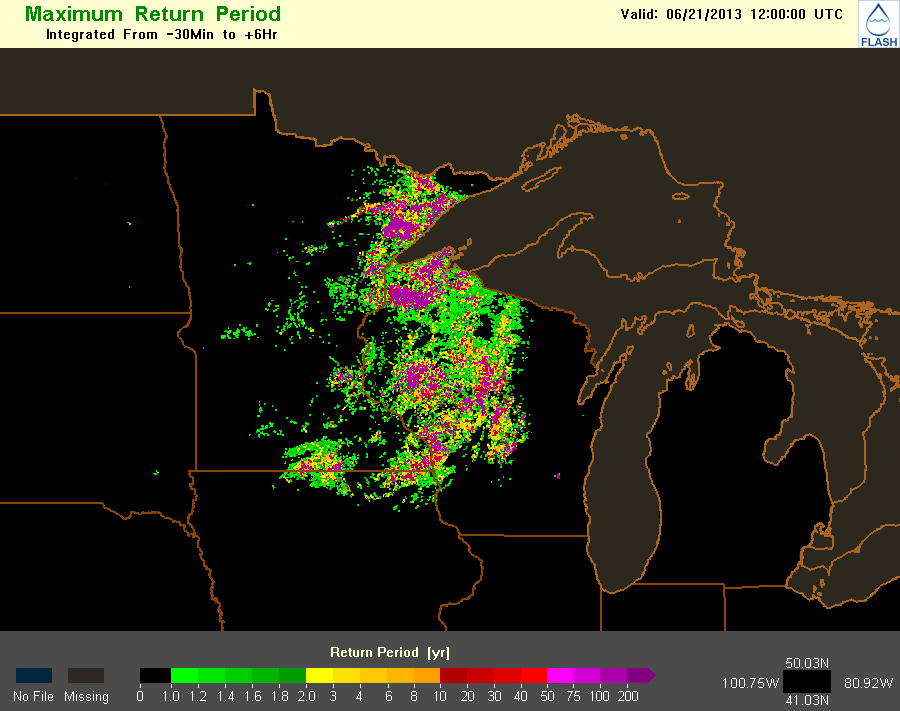 Maximum Return Period
Integrated From -30Min to +6Hr
Valid: 06/21/2013 12:00:00 UTC
FLASH
Return Period [yr]
No File Missing 0 1.0 1.2 1.4 1.6 1.8 2.0 3 4 6 8 10 20 30 40 50 75 100 200
50.03N
100.75W 80.92W
41.03N